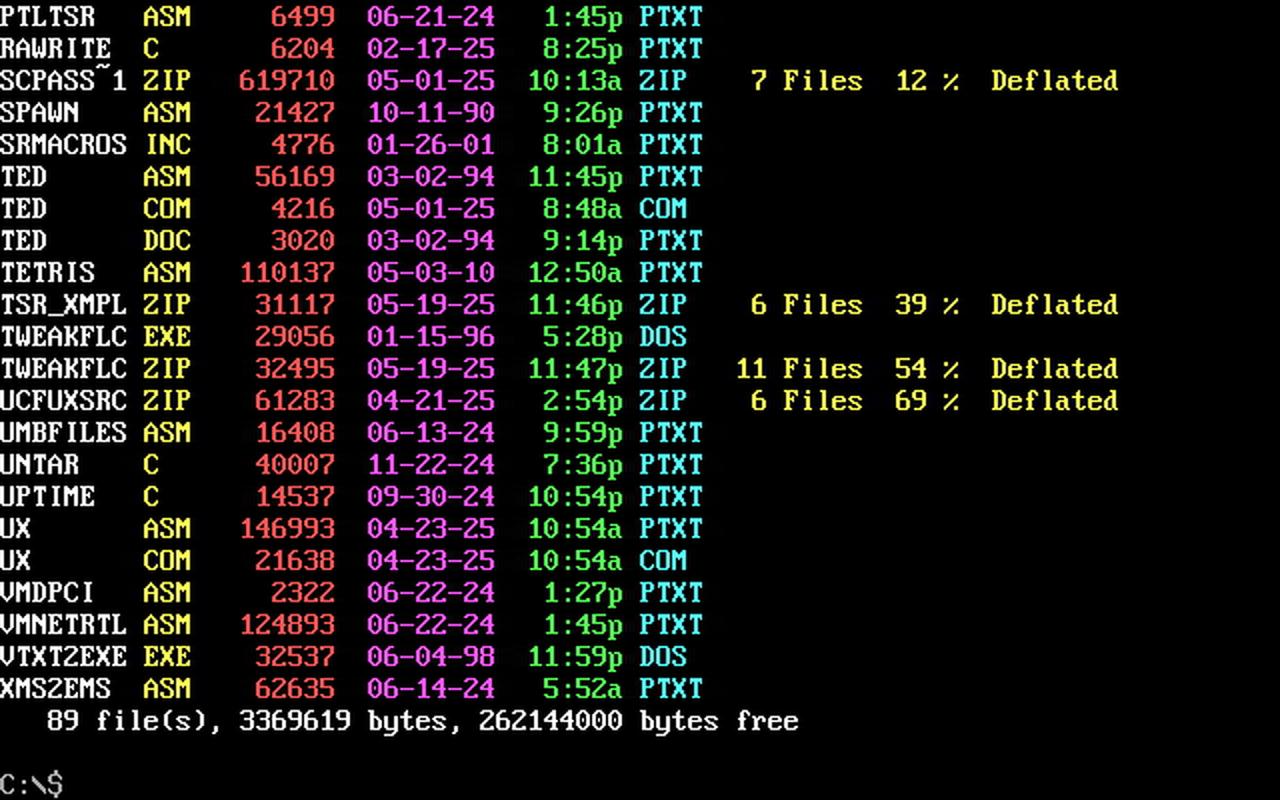 PTLTSR   ASM     6499  06-21-24   1:45p PTXT
RAWRITE  C       6204  02-17-25   8:25p PTXT
SCPASS~1 ZIP   619710  05-01-25  10:13a ZIP    7 Files  12 %  Deflated
SPAWN    ASM    21427  10-11-90   9:26p PTXT
SRMACROS INC     4776  01-26-01   8:01a PTXT
TED      ASM    56169  03-02-94  11:45p PTXT
TED      COM     4216  05-01-25   8:48a COM
TED      DOC     3020  03-02-94   9:14p PTXT
TETRIS   ASM   110137  05-03-10  12:50a PTXT
TSR_XMPL ZIP    31117  05-19-25  11:46p ZIP    6 Files  39 %  Deflated
TWEAKFLC EXE    29056  01-15-96   5:28p DOS
TWEAKFLC ZIP    32495  05-19-25  11:47p ZIP   11 Files  54 %  Deflated
UCFUXSRC ZIP    61283  04-21-25   2:54p ZIP    6 Files  69 %  Deflated
UMBFILES ASM    16408  06-13-24   9:59p PTXT
UNTAR    C      40007  11-22-24   7:36p PTXT
UPTIME   C      14537  09-30-24  10:54p PTXT
UX       ASM   146993  04-23-25  10:54a PTXT
UX       COM    21638  04-23-25  10:54a COM
VMDPCI   ASM     2322  06-22-24   1:27p PTXT
VMNETRTL ASM   124893  06-22-24   1:45p PTXT
VTXT2EXE EXE    32537  06-04-98  11:59p DOS
XMS2EMS  ASM    62635  06-14-24   5:52a PTXT
   89 file(s), 3369619 bytes, 262144000 bytes free
C:\$